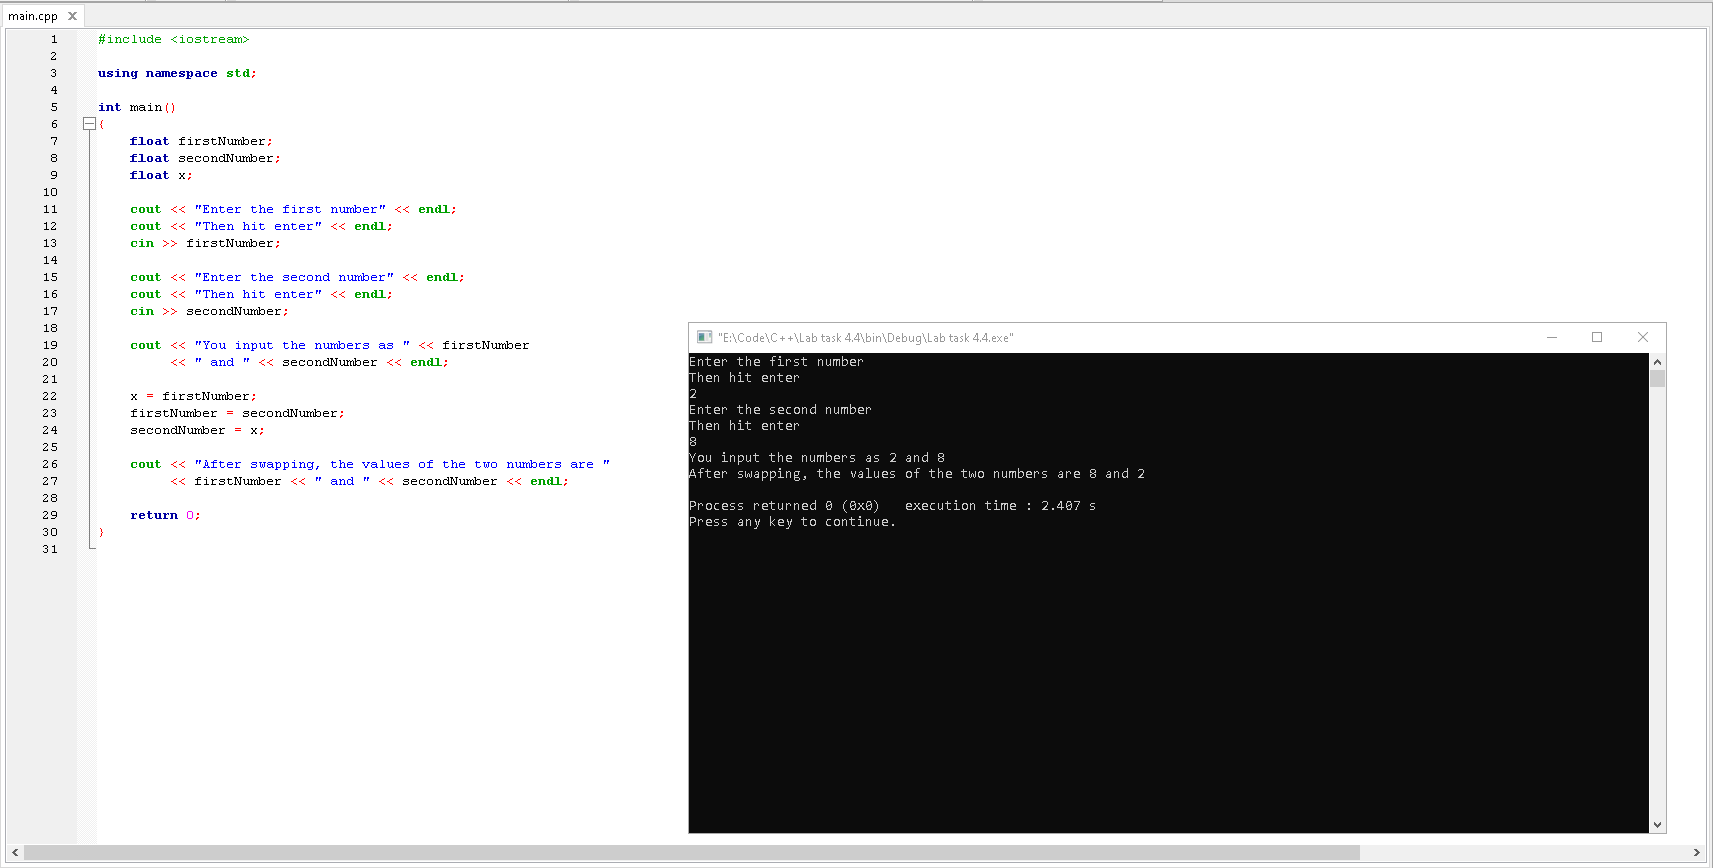 main.cpp
1 #include <iostream>
2
3 using namespace std;
4
5 int main()
6 {
7     float firstNumber;
8     float secondNumber;
9     float x;
10
11     cout << "Enter the first number" << endl;
12     cout << "Then hit enter" << endl;
13     cin >> firstNumber;
14
15     cout << "Enter the second number" << endl;
16     cout << "Then hit enter" << endl;
17     cin >> secondNumber;
18
19     cout << "You input the numbers as " << firstNumber
20          << " and " << secondNumber << endl;
21
22     x = firstNumber;
23     firstNumber = secondNumber;
24     secondNumber = x;
25
26     cout << "After swapping, the values of the two numbers are "
27          << firstNumber << " and " << secondNumber << endl;
28
29     return 0;
30 }
31
"E:\Code\C++\Lab task 4.4\bin\Debug\Lab task 4.4.exe"
Enter the first number
Then hit enter
2
Enter the second number
Then hit enter
8
You input the numbers as 2 and 8
After swapping, the values of the two numbers are 8 and 2
Process returned 0 (0x0)   execution time : 2.407 s
Press any key to continue.